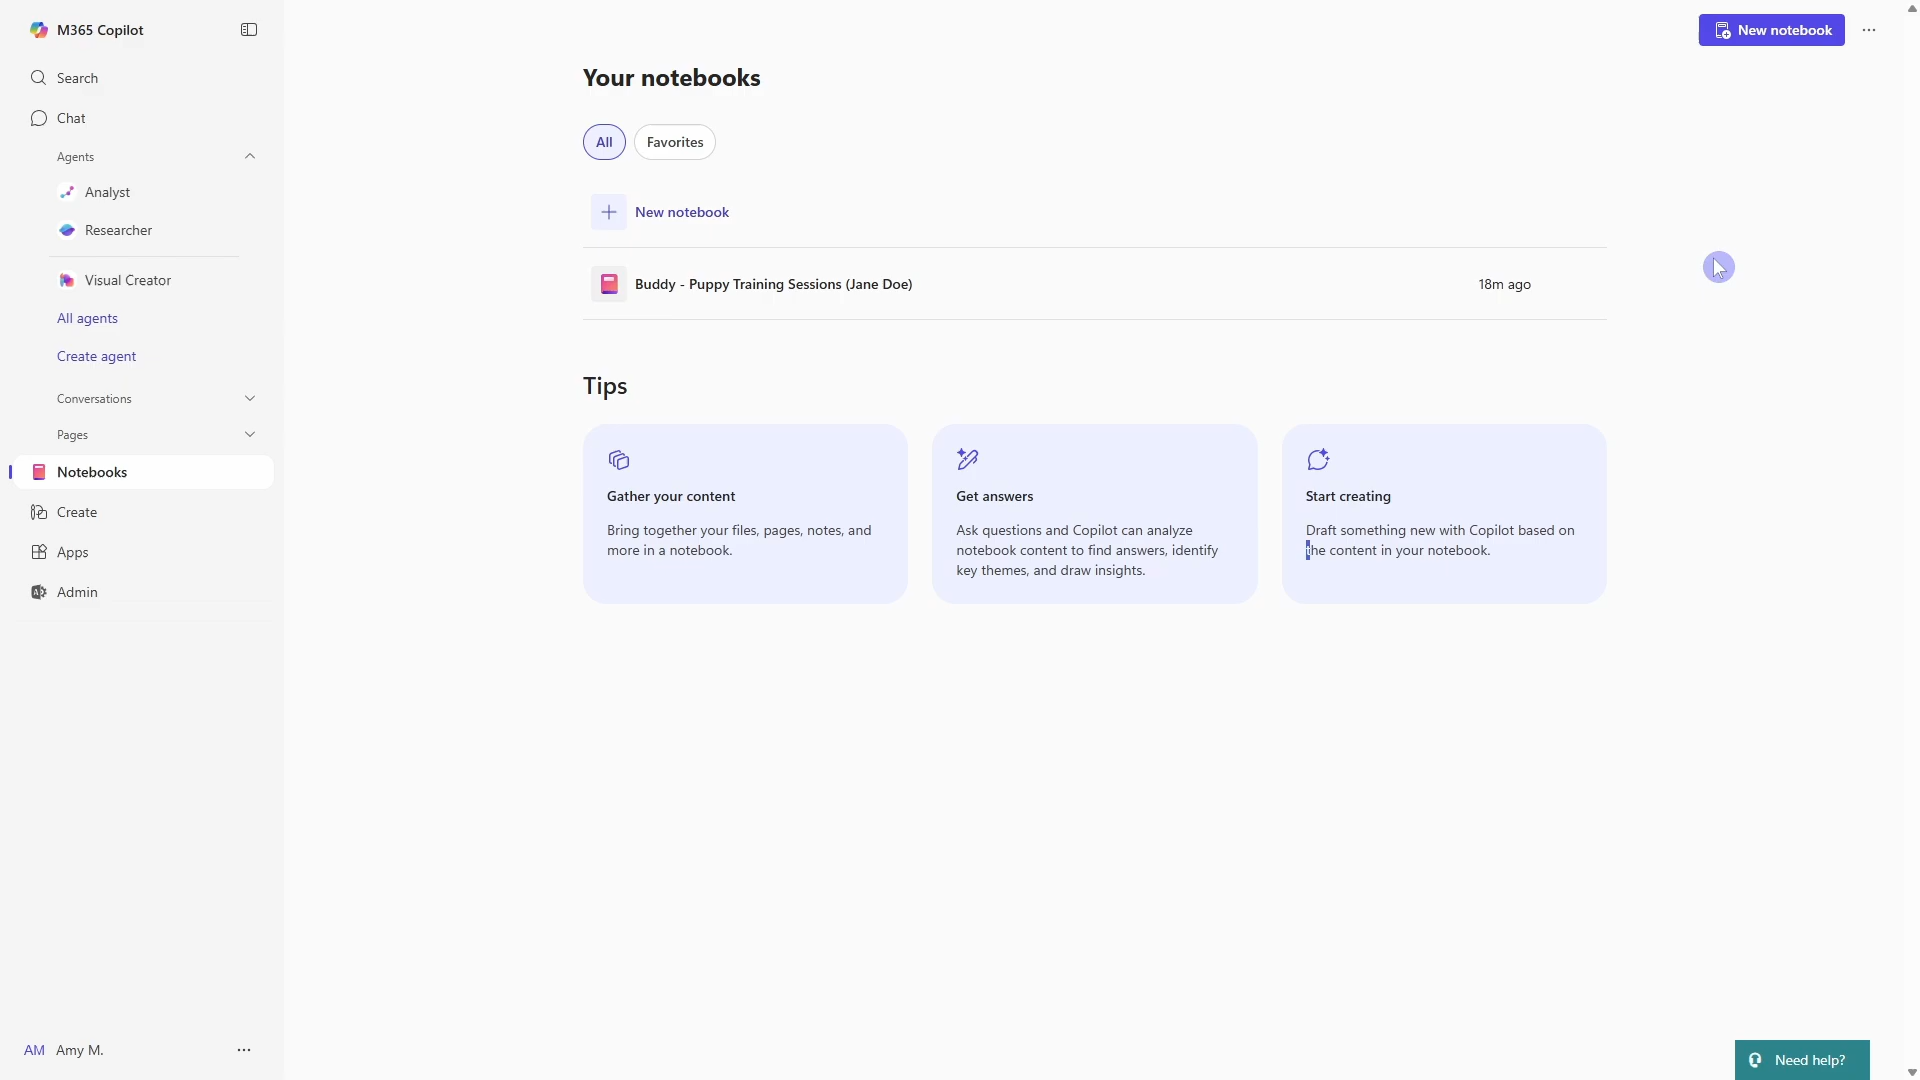 M365 Copilot
Search
Chat
Agents
Analyst
Researcher
Visual Creator
All agents
Create agent
Conversations
Pages
Notebooks
Create
Apps
Admin
AM Amy M.
New notebook
Your notebooks
All
Favorites
New notebook
Buddy - Puppy Training Sessions (Jane Doe)
18m ago
Tips
Gather your content
Bring together your files, pages, notes, and
more in a notebook.
Get answers
Ask questions and Copilot can analyze
notebook content to find answers, identify
key themes, and draw insights.
Start creating
Draft something new with Copilot based on
the content in your notebook.
Need help?